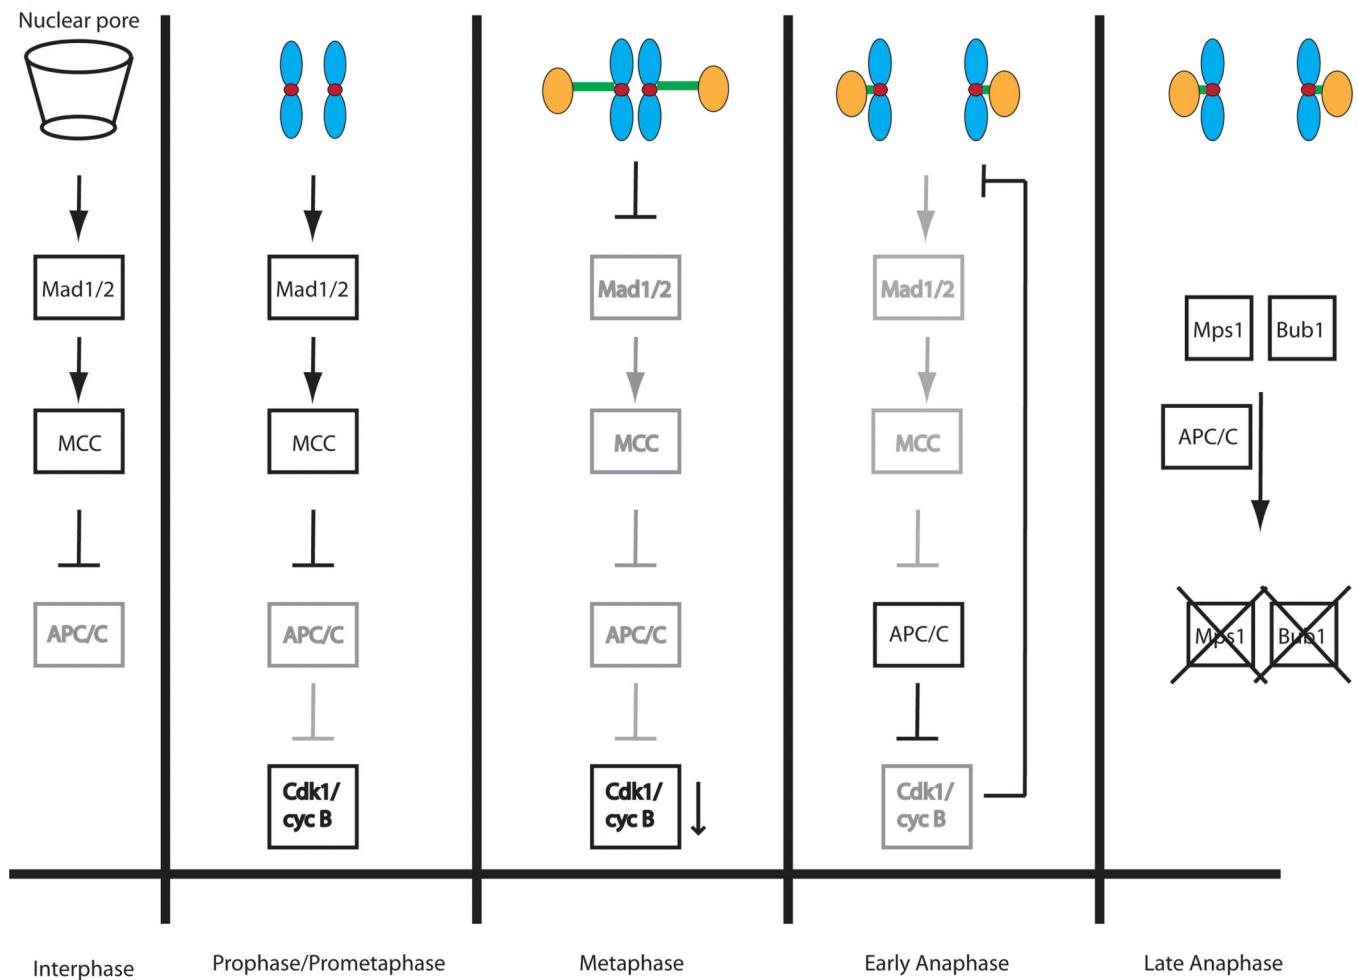 Nuclear pore
Mad1/2
MCC
APC/C
Mad1/2
MCC
APC/C
Cdk1/
cyc B
Mad1/2
MCC
APC/C
Cdk1/
cyc B
Mad1/2
MCC
APC/C
Cdk1/
cyc B
Mps1
Bub1
APC/C
Mps1
Bub1
Interphase
Prophase/Prometaphase
Metaphase
Early Anaphase
Late Anaphase